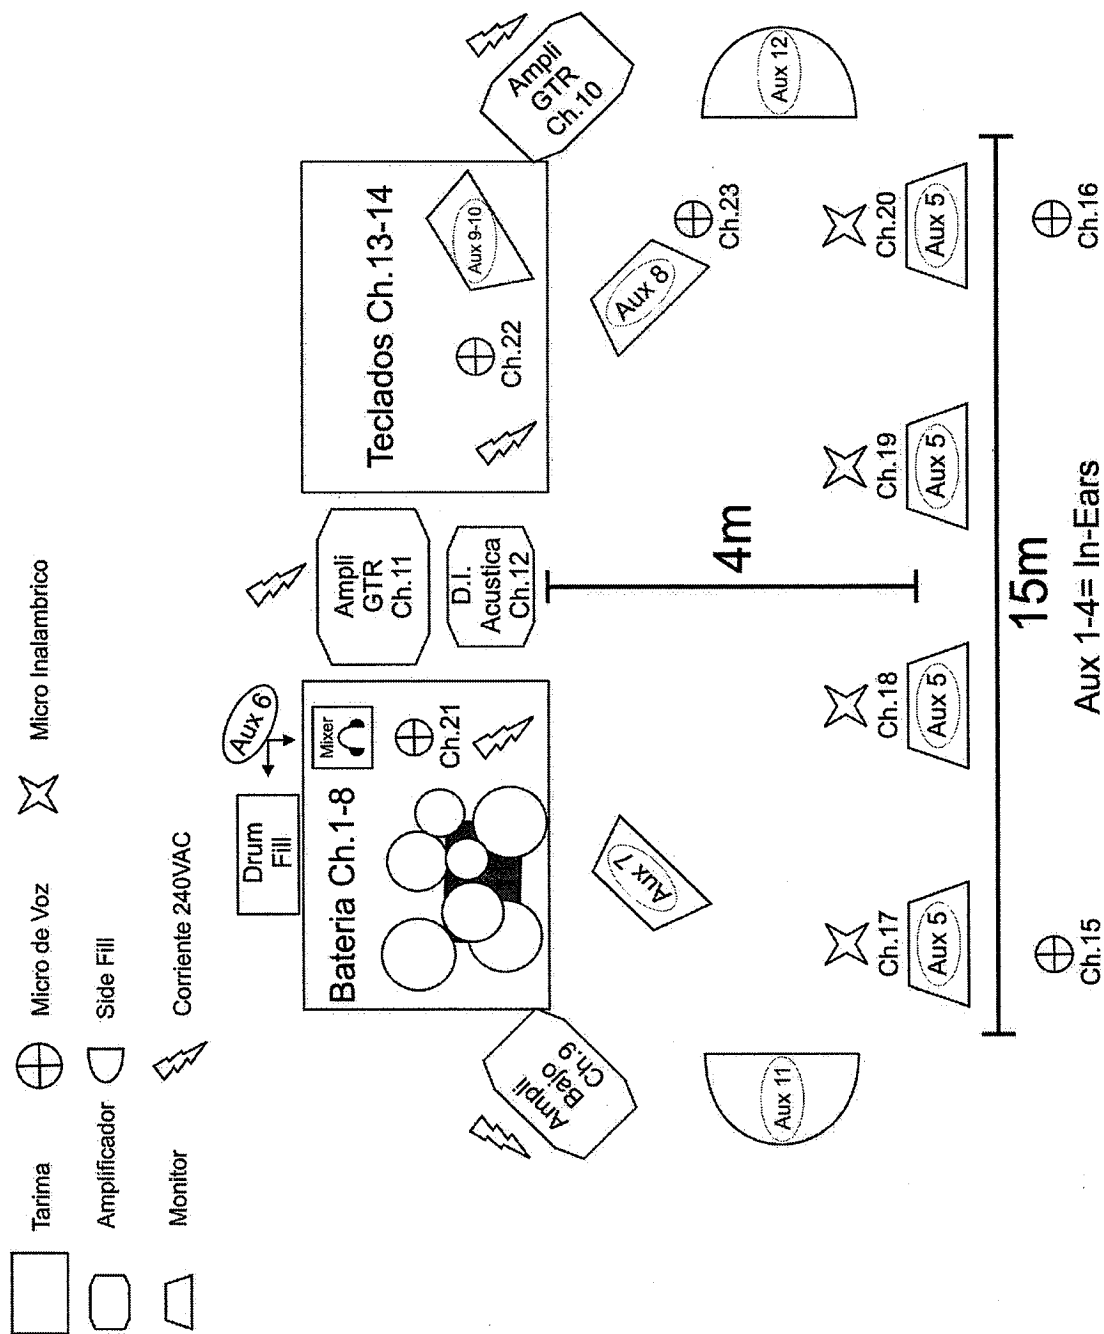 Tarima
Micro de Voz
Micro Inalambrico
Amplificador
Side Fill
Monitor
Corriente 240VAC
Drum
Fill
Aux 6
Bateria Ch.1-8
Mixer
Ch.21
Ampli
GTR
Ch.11
D.I.
Acustica
Ch.12
Teclados Ch.13-14
Ch.22
Aux 9-10
Ampli
Bajo
Ch.9
Ampli
GTR
Ch.10
Aux 7
Aux 8
Ch.23
Aux 11
4m
Aux 12
Ch.17
Ch.18
Ch.19
Ch.20
Aux 5
Aux 5
Aux 5
Aux 5
15m
Ch.15
Aux 1-4= In-Ears
Ch.16